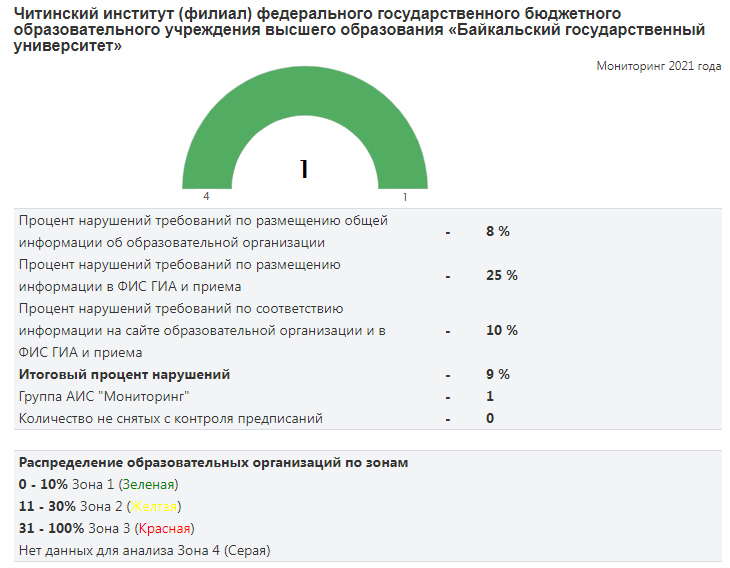 Читинский институт (филиал) федерального государственного бюджетного
образовательного учреждения высшего образования «Байкальский государственный
университет»
Мониторинг 2021 года
1
4
1
Процент нарушений требований по размещению общей
информации об образовательной организации
-
8 %
Процент нарушений требований по размещению
информации в ФИС ГИА и приема
-
25 %
Процент нарушений требований по соответствию
информации на сайте образовательной организации и в
ФИС ГИА и приема
-
10 %
Итоговый процент нарушений - 9 %
Группа АИС "Мониторинг" - 1
Количество не снятых с контроля предписаний - 0
Распределение образовательных организаций по зонам
0 - 10% Зона 1 (Зеленая)
11 - 30% Зона 2 (Желтая)
31 - 100% Зона 3 (Красная)
Нет данных для анализа Зона 4 (Серая)